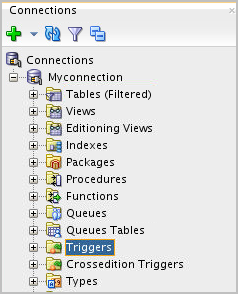 Connections
Connections
Myconnection
Tables (Filtered)
Views
Editioning Views
Indexes
Packages
Procedures
Functions
Queues
Queues Tables
Triggers
Crossedition Triggers
Types